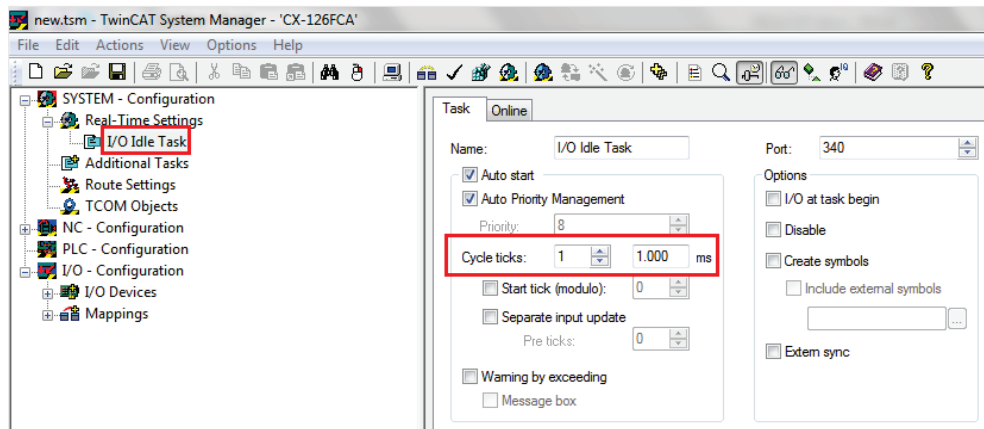 new.tsm - TwinCAT System Manager - 'CX-126FCA'
File Edit Actions View Options Help
SYSTEM - Configuration
Real-Time Settings
I/O Idle Task
Additional Tasks
Route Settings
TCOM Objects
NC - Configuration
PLC - Configuration
I/O - Configuration
I/O Devices
Mappings
Task Online
Name: I/O Idle Task Port: 340
Auto start Options
Auto Priority Management I/O at task begin
Priority: 8 Disable
Cycle ticks: 1 1.000 ms Create symbols
Start tick (modulo): 0 Include external symbols
Separate input update ...
Pre ticks: 0
Extern sync
Warning by exceeding
Message box